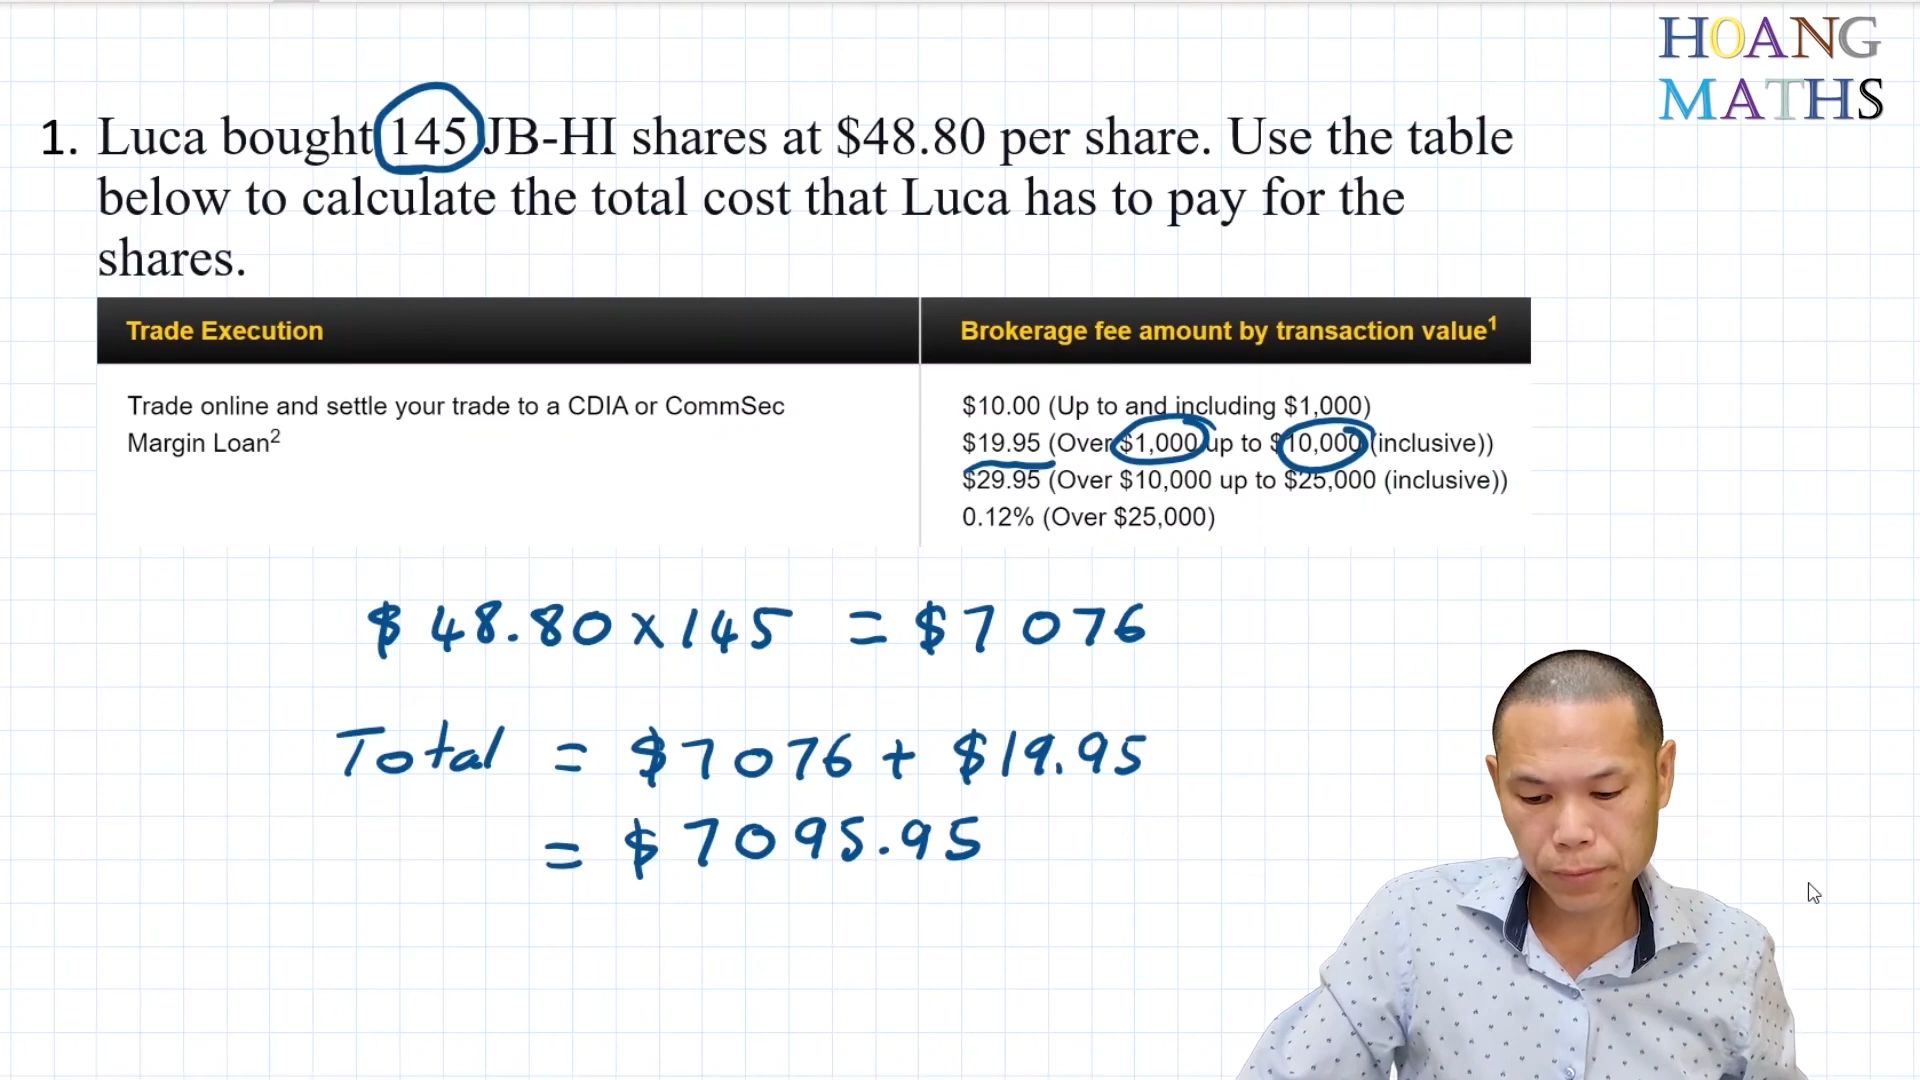 HOANG
MATHS
1. Luca bought 145 JB-HI shares at $48.80 per share. Use the table
below to calculate the total cost that Luca has to pay for the
shares.
Trade Execution
Brokerage fee amount by transaction value¹
Trade online and settle your trade to a CDIA or CommSec
Margin Loan²
$10.00 (Up to and including $1,000)
$19.95 (Over $1,000 up to $10,000 (inclusive))
$29.95 (Over $10,000 up to $25,000 (inclusive))
0.12% (Over $25,000)
$48.80 x 145 = $7076
Total = $7076 + $19.95
= $7095.95